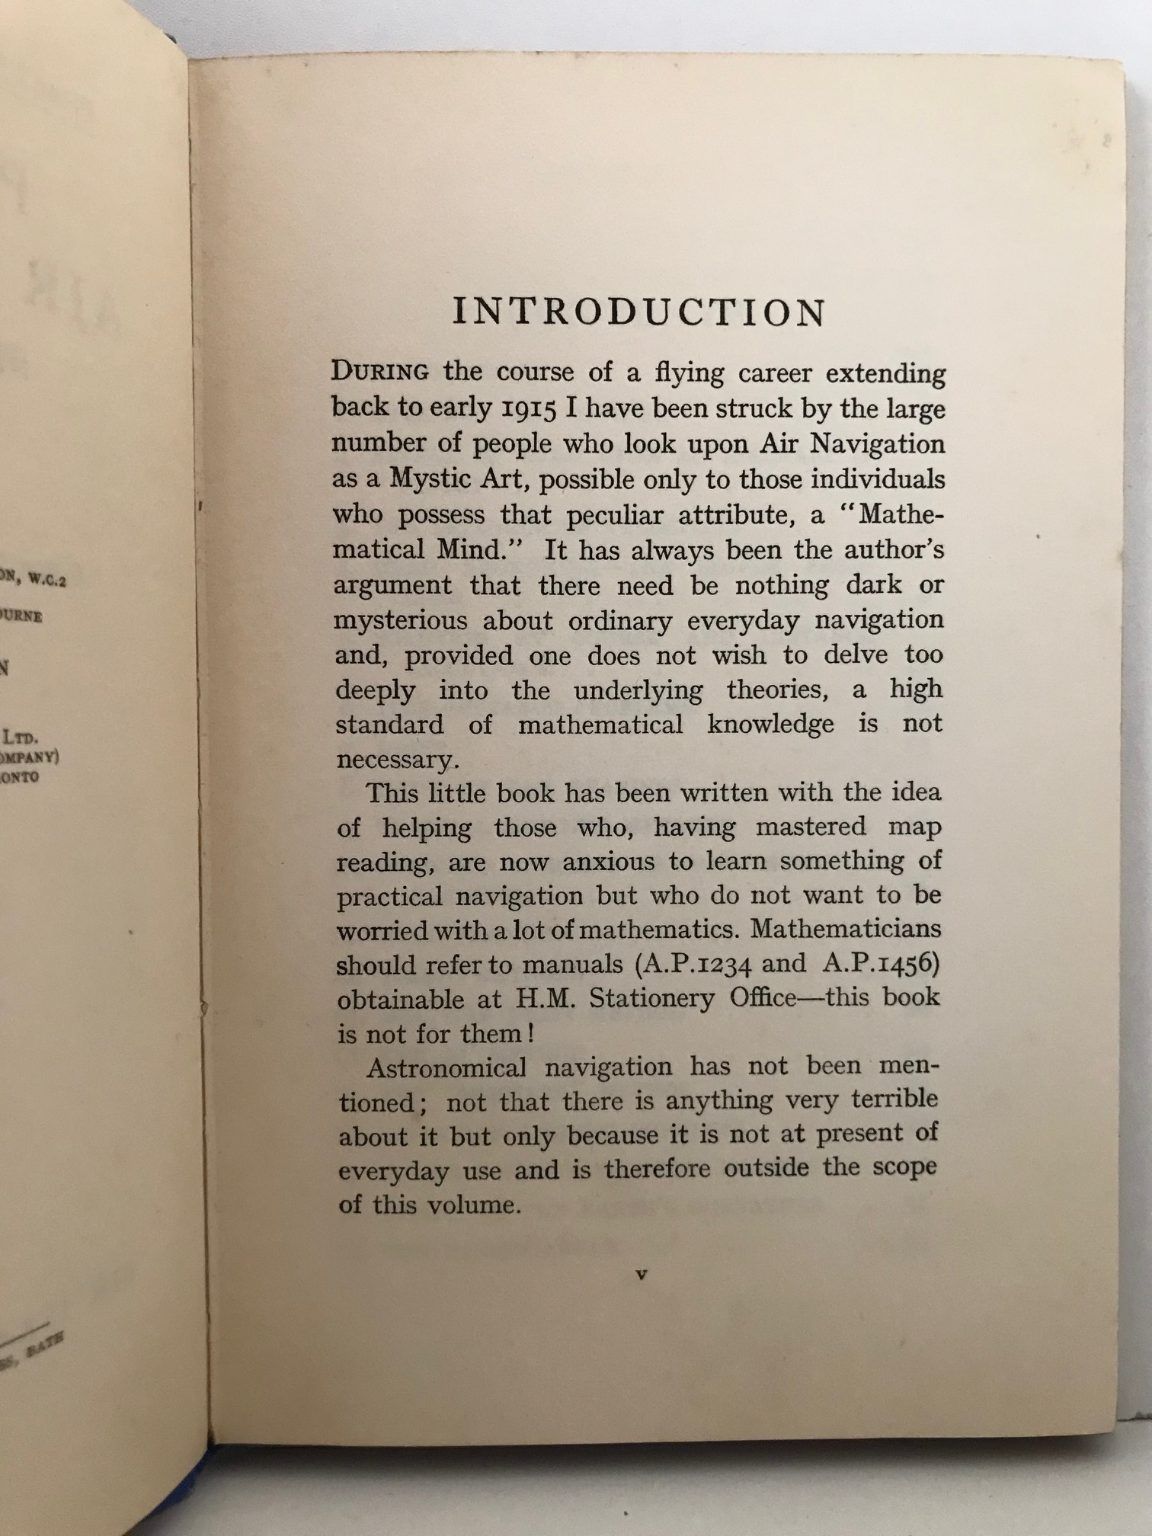 ON, W.C.2
OURNE
N
LTD.
OMPANY)
ONTO
SS, BATH
INTRODUCTION
DURING the course of a flying career extending
back to early 1915 I have been struck by the large
number of people who look upon Air Navigation
as a Mystic Art, possible only to those individuals
who possess that peculiar attribute, a "Mathe-
matical Mind." It has always been the author's
argument that there need be nothing dark or
mysterious about ordinary everyday navigation
and, provided one does not wish to delve too
deeply into the underlying theories, a high
standard of mathematical knowledge is not
necessary.
This little book has been written with the idea
of helping those who, having mastered map
reading, are now anxious to learn something of
practical navigation but who do not want to be
worried with a lot of mathematics. Mathematicians
should refer to manuals (A.P.1234 and A.P.1456)
obtainable at H.M. Stationery Office—this book
is not for them!
Astronomical navigation has not been men-
tioned; not that there is anything very terrible
about it but only because it is not at present of
everyday use and is therefore outside the scope
of this volume.
v